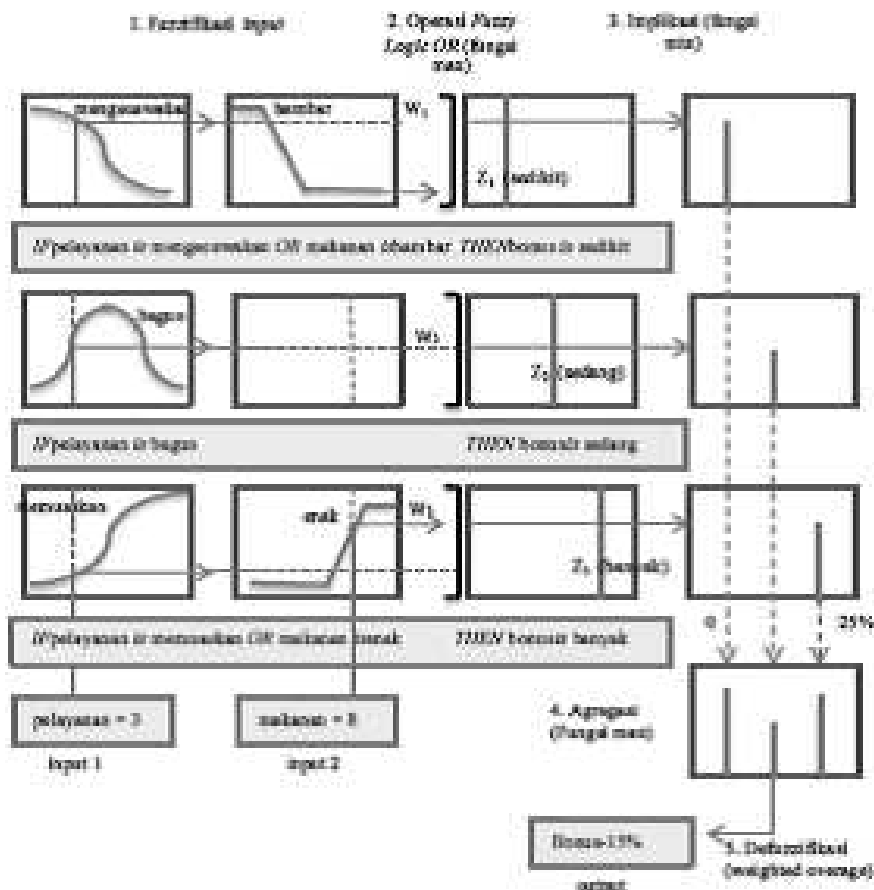 1. Fuzzifikasi input
2. Operasi Fuzzy
Logic OR (fungsi
max)
3. Implikasi (fungsi
min)
mengecewakan
hambar
W1
Z1 (sedikit)
IF pelayanan is mengecewakan OR makanan is hambar THEN bonus is sedikit
bagus
Z2 (sedang)
IF pelayanan is bagus THEN bonus is sedang
memuaskan
enak
Z3 (banyak)
0
25%
IF pelayanan is memuaskan OR makanan is enak THEN bonus is banyak
pelayanan = 3
makanan = 8
input 1
input 2
4. Agregasi
(Fungsi max)
Bonus-15%
5. Defuzzifikasi
(weighted average)
output